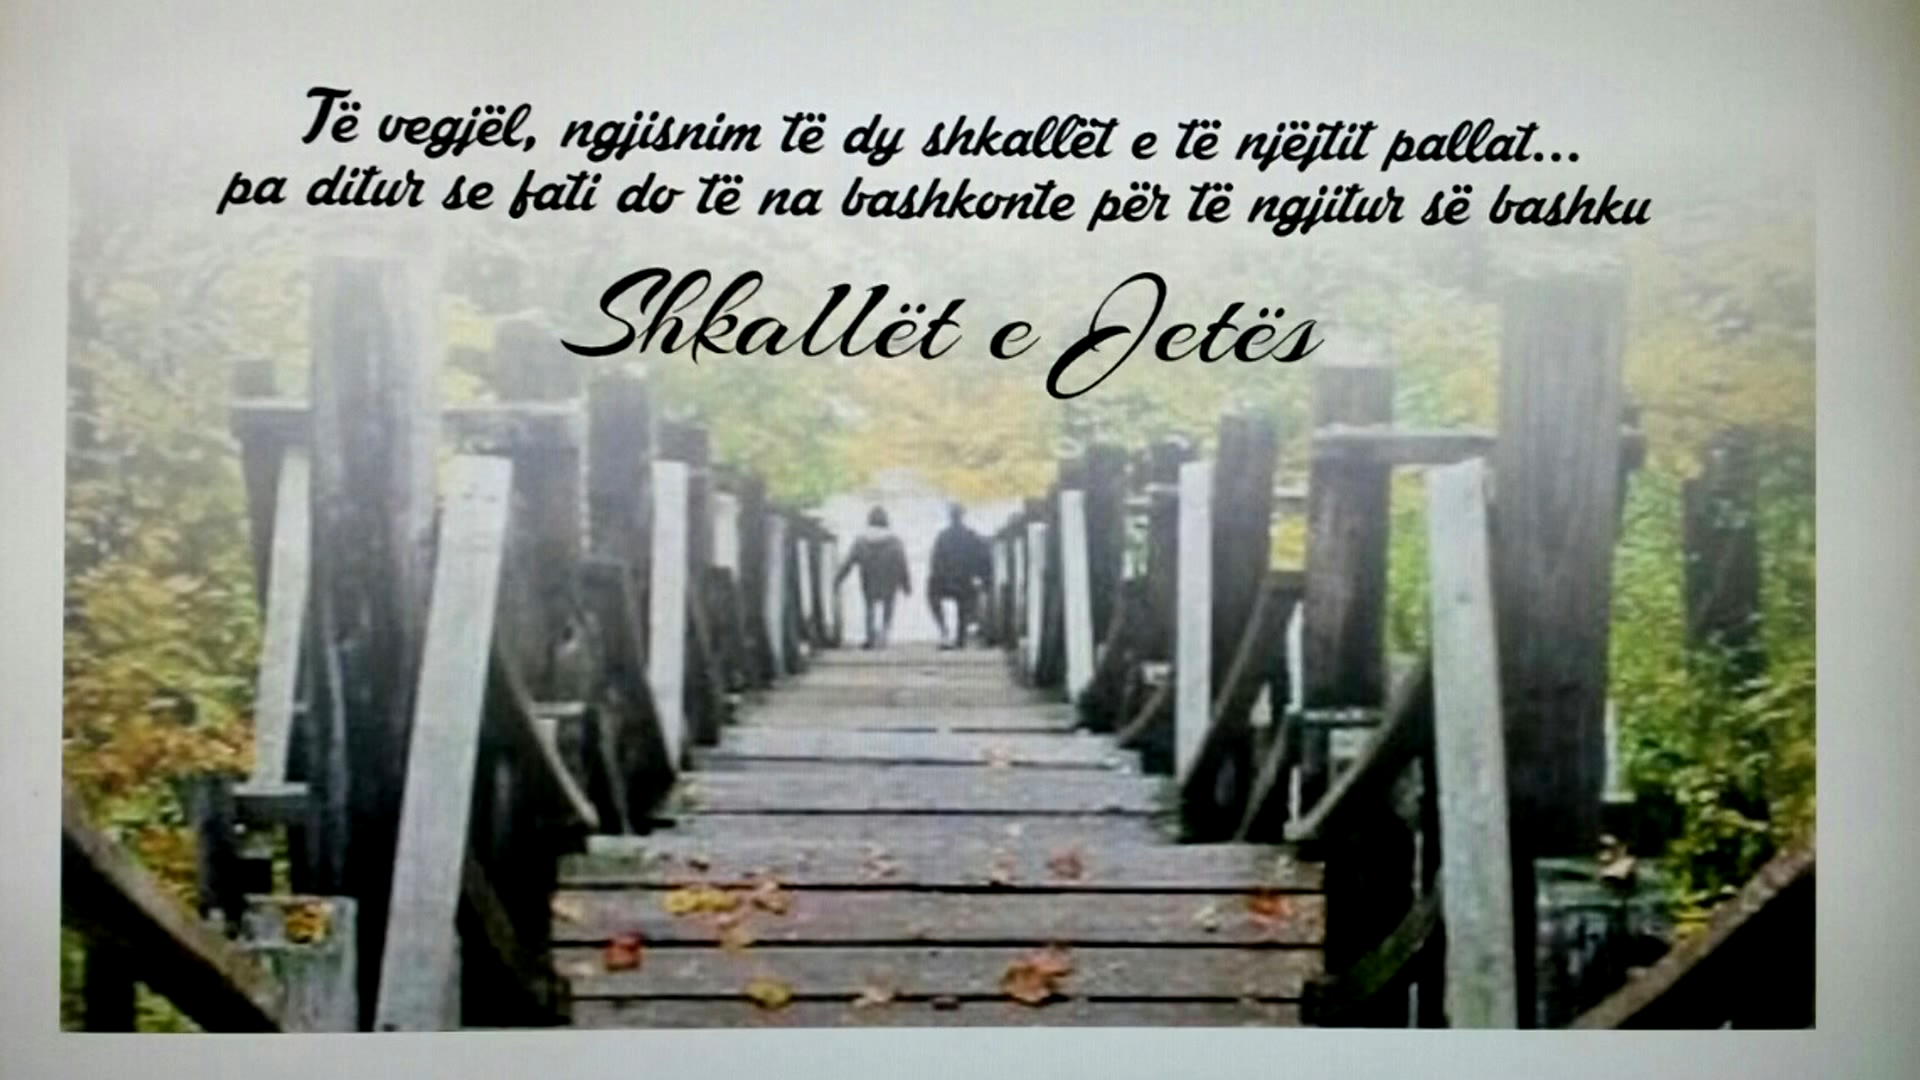 Të vegjël, ngjisnim të dy shkallët e të njëjtit pallat...
pa ditur se fati do të na bashkonte për të ngjitur së bashku
Shkallët e Jetës